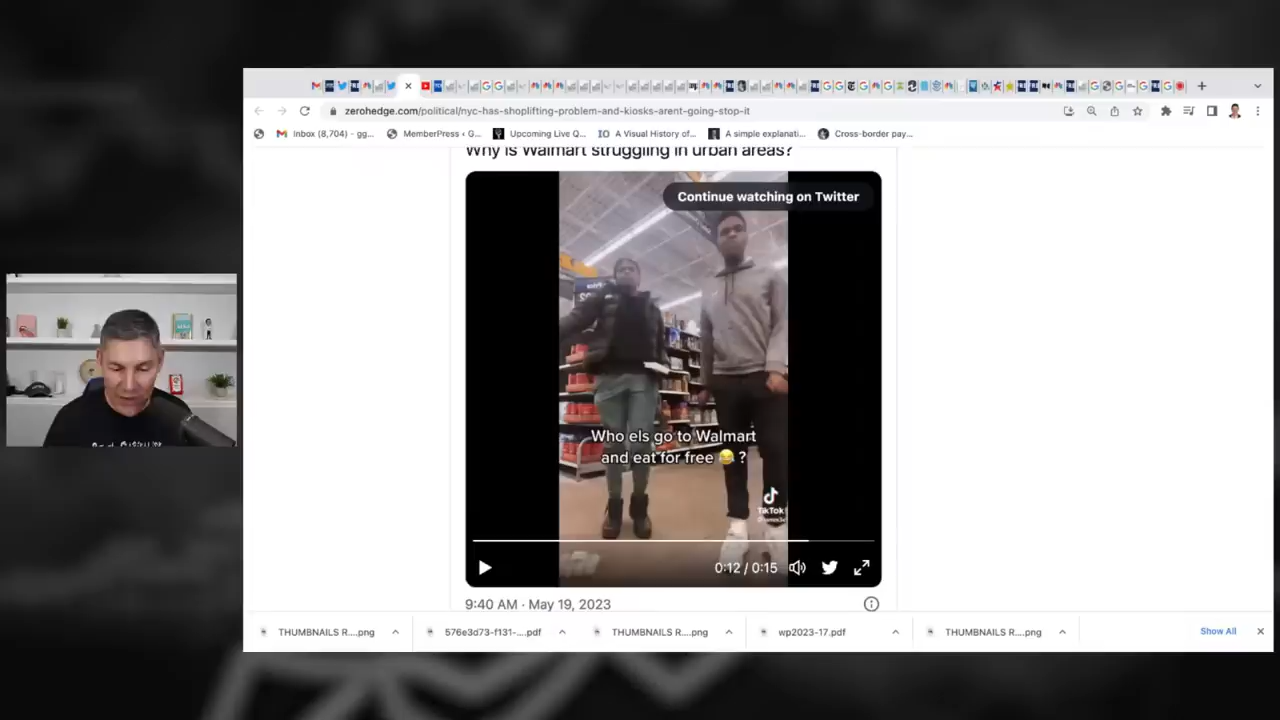 zerohedge.com/political/nyc-has-shoplifting-problem-and-kiosks-arent-going-stop-it
Inbox (8,704) - gg...
MemberPress ‹ G...
Upcoming Live Q...
IO
A Visual History of...
A simple explanati...
Cross-border pay...
Why is Walmart struggling in urban areas?
Continue watching on Twitter
Who els go to Walmart
and eat for free 😂 ?
TikTok
0:12 / 0:15
9:40 AM · May 19, 2023
THUMBNAILS R....png
576e3d73-f131-....pdf
THUMBNAILS R....png
wp2023-17.pdf
THUMBNAILS R....png
Show All